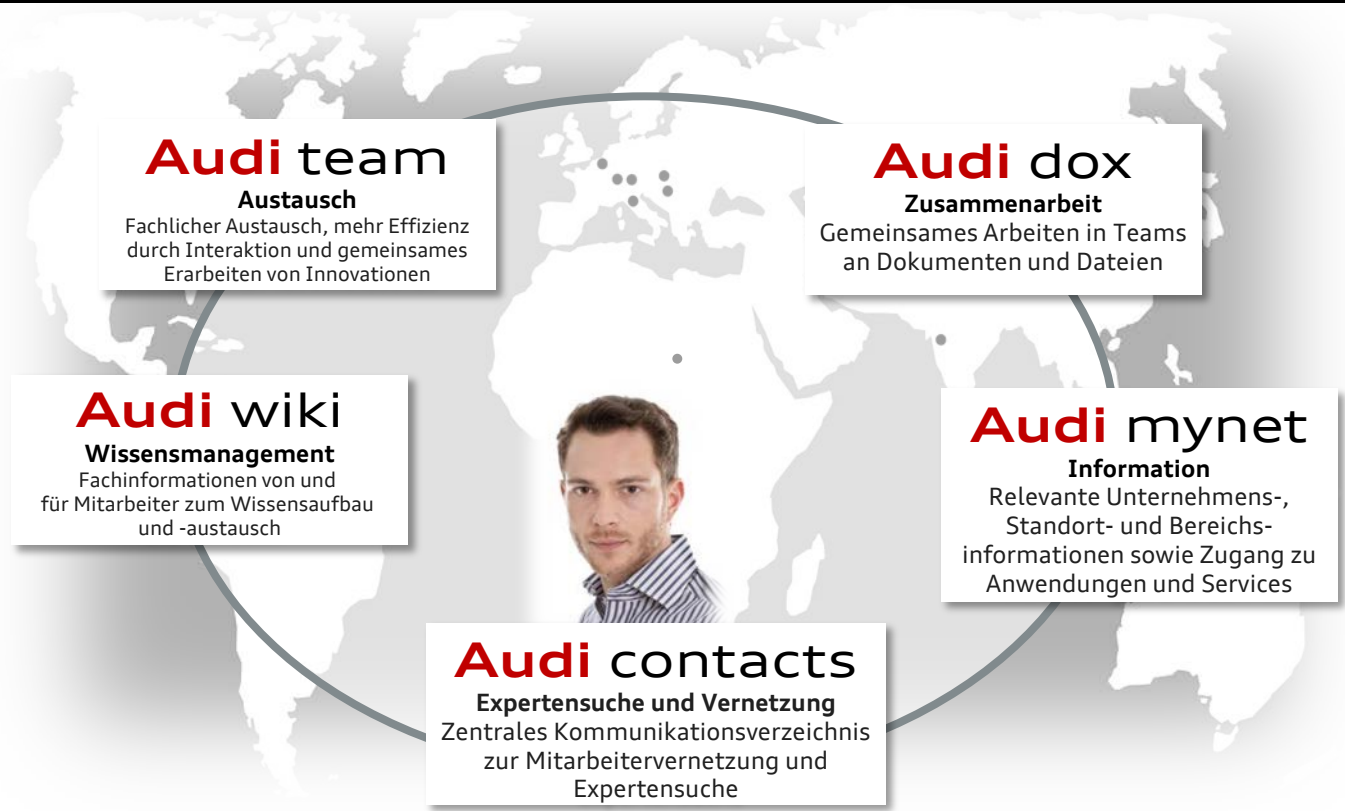 Audi team
Austausch
Fachlicher Austausch, mehr Effizienz
durch Interaktion und gemeinsames
Erarbeiten von Innovationen
Audi dox
Zusammenarbeit
Gemeinsames Arbeiten in Teams
an Dokumenten und Dateien
Audi wiki
Wissensmanagement
Fachinformationen von und
für Mitarbeiter zum Wissensaufbau
und -austausch
Audi mynet
Information
Relevante Unternehmens-,
Standort- und Bereichs-
informationen sowie Zugang zu
Anwendungen und Services
Audi contacts
Expertensuche und Vernetzung
Zentrales Kommunikationsverzeichnis
zur Mitarbeitervernetzung und
Expertensuche